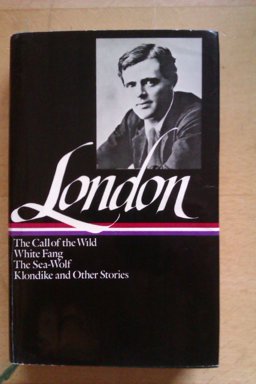 London
The Call of the Wild
White Fang
The Sea-Wolf
Klondike and Other Stories